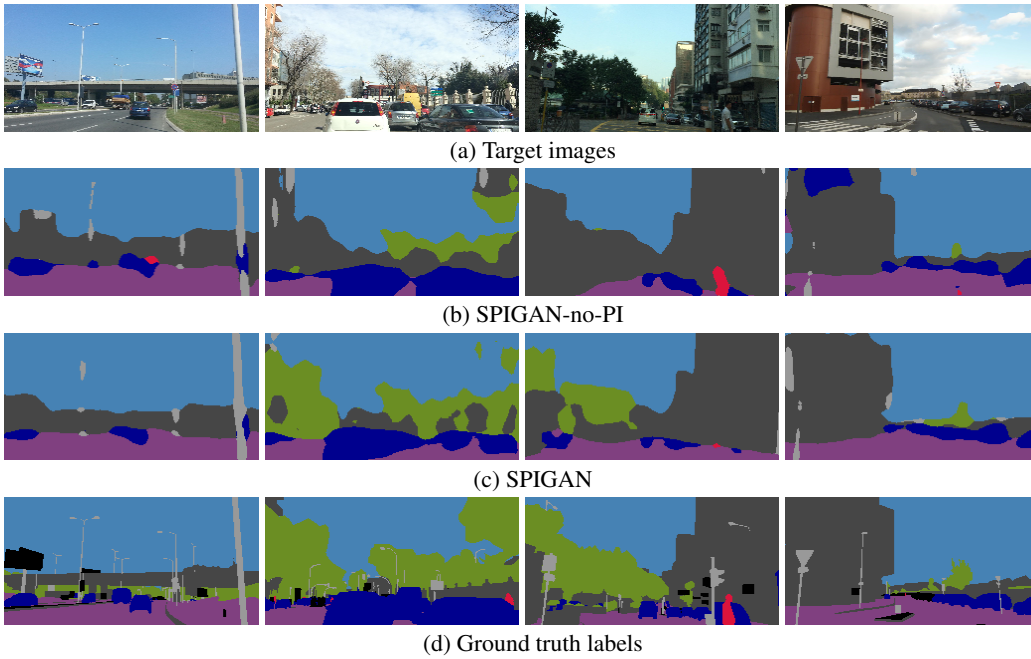 (a) Target images
(b) SPIGAN-no-PI
(c) SPIGAN
(d) Ground truth labels